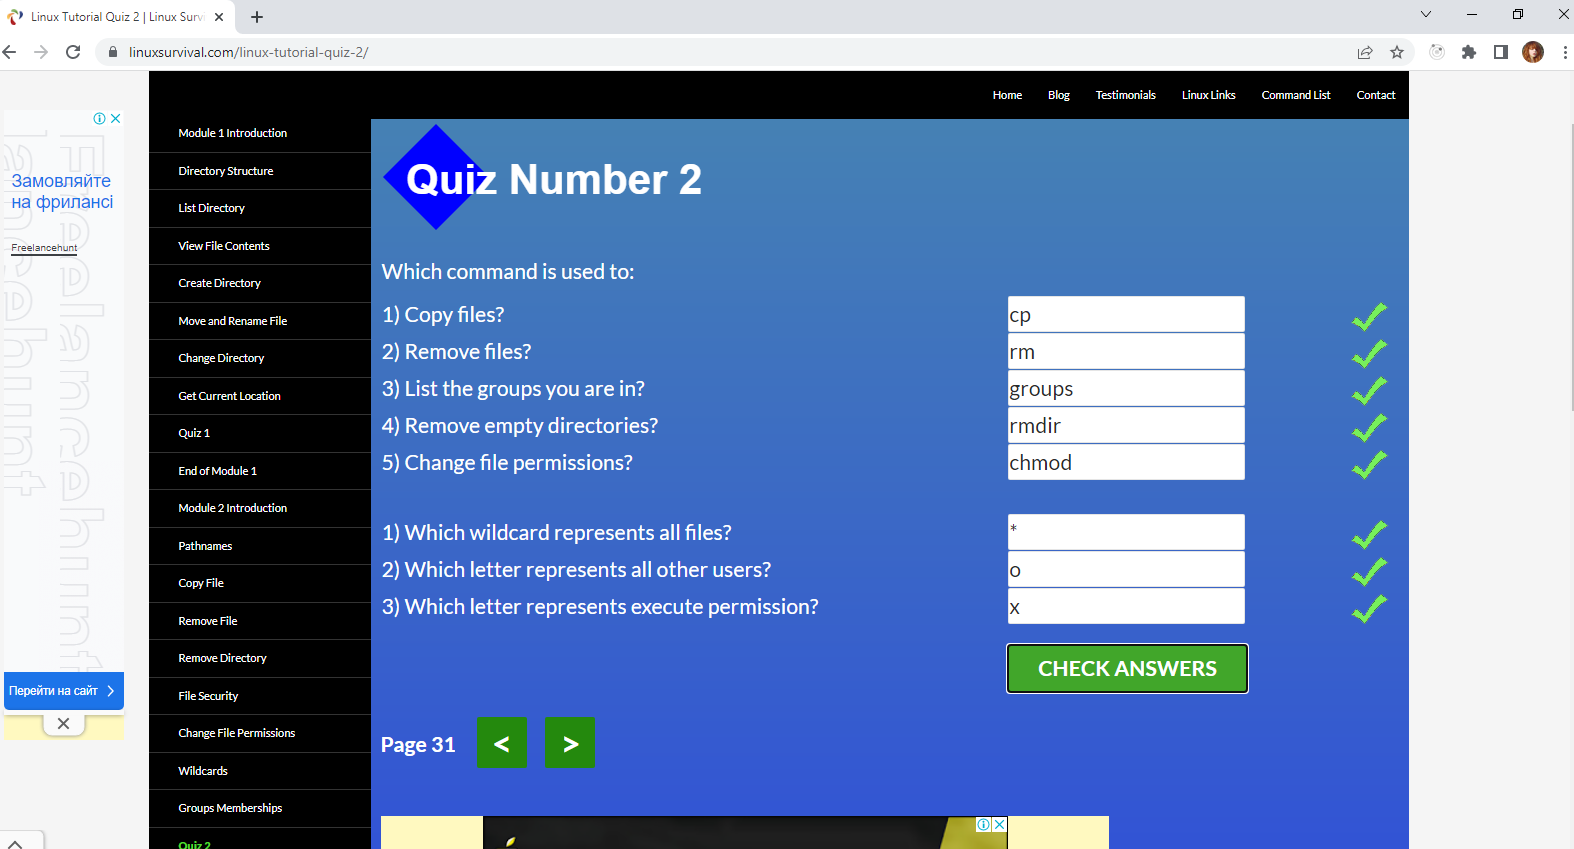 Linux Tutorial Quiz 2 | Linux Surv
linuxsurvival.com/linux-tutorial-quiz-2/
Home Blog Testimonials Linux Links Command List Contact
Замовляйте
на фрилансі
Freelancehunt
Freelancehunt
Перейти на сайт
Module 1 Introduction
Directory Structure
List Directory
View File Contents
Create Directory
Move and Rename File
Change Directory
Get Current Location
Quiz 1
End of Module 1
Module 2 Introduction
Pathnames
Copy File
Remove File
Remove Directory
File Security
Change File Permissions
Wildcards
Groups Memberships
Quiz 2
Quiz Number 2
Which command is used to:
1) Copy files? cp
2) Remove files? rm
3) List the groups you are in? groups
4) Remove empty directories? rmdir
5) Change file permissions? chmod
1) Which wildcard represents all files? *
2) Which letter represents all other users? o
3) Which letter represents execute permission? x
CHECK ANSWERS
Page 31 < >